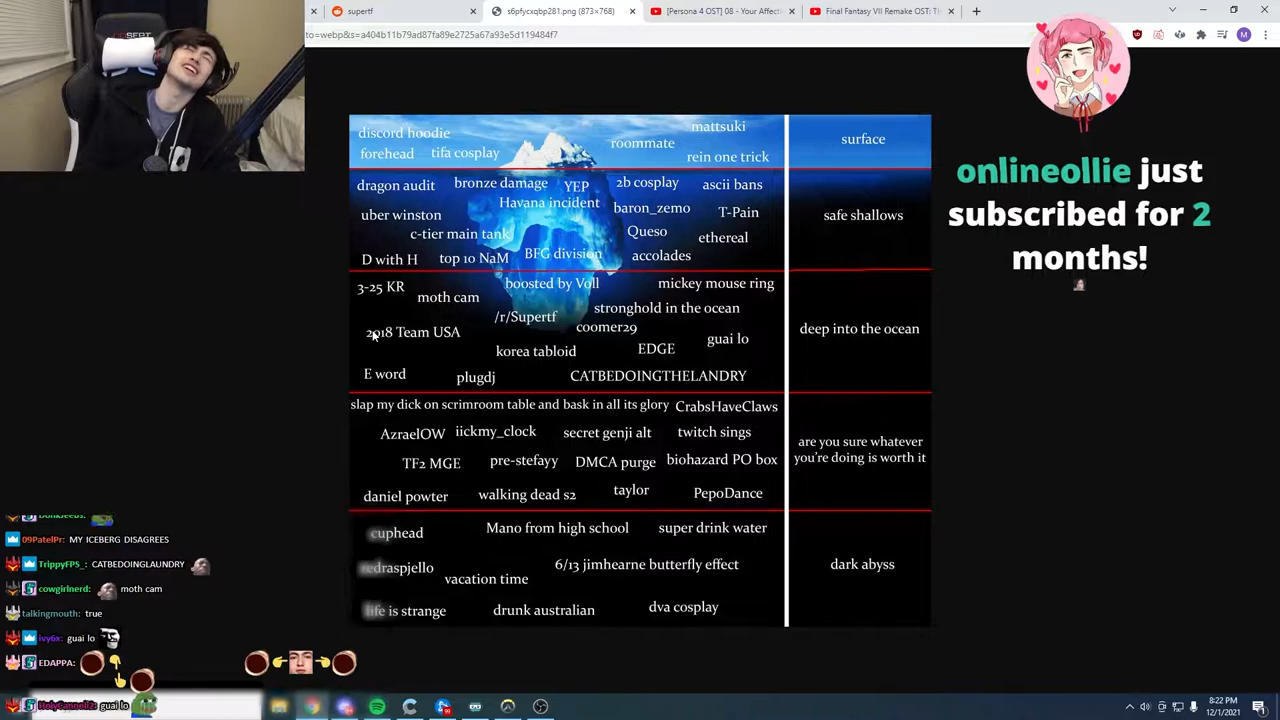 supertf
s6pfycxqbp281.png (873×768)
[Persona 4 OST] 08 - Your Affect
Final Fantasy VII Remake OST: T
to=webp&s=a404b11b79ad87fa89e2725a67a93e5d119584f7
discord hoodie
mattsuki
forehead
tifa cosplay
roommate
rein one trick
surface
dragon audit
bronze damage
YEP
2b cosplay
ascii bans
Havana incident
uber winston
baron_zemo
T-Pain
safe shallows
c-tier main tank
Queso
ethereal
D with H
top 10 NaM
BFG division
accolades
3-25 KR
moth cam
boosted by Voll
mickey mouse ring
/r/Supertf
stronghold in the ocean
2018 Team USA
coomer29
guai lo
deep into the ocean
korea tabloid
EDGE
E word
plugdj
CATBEDOINGTHELANDRY
slap my dick on scrimroom table and bask in all its glory
CrabsHaveClaws
AzraelOW
iickmy_clock
secret genji alt
twitch sings
are you sure whatever
you're doing is worth it
TF2 MGE
pre-stefayy
DMCA purge
biohazard PO box
daniel powter
walking dead s2
taylor
PepoDance
cuphead
Mano from high school
super drink water
redraspjello
vacation time
6/13 jimhearne butterfly effect
dark abyss
life is strange
drunk australian
dva cosplay
onlineollie just
subscribed for 2
months!
09PatelPr: MY ICEBERG DISAGREES
TrippyFPS_: CATBEDOINGLAUNDRY
cowgirlnerd: moth cam
talkingmouth: true
ivy6x: guai lo
EDAPPA:
guai lo
8:22 PM
12/1/2021